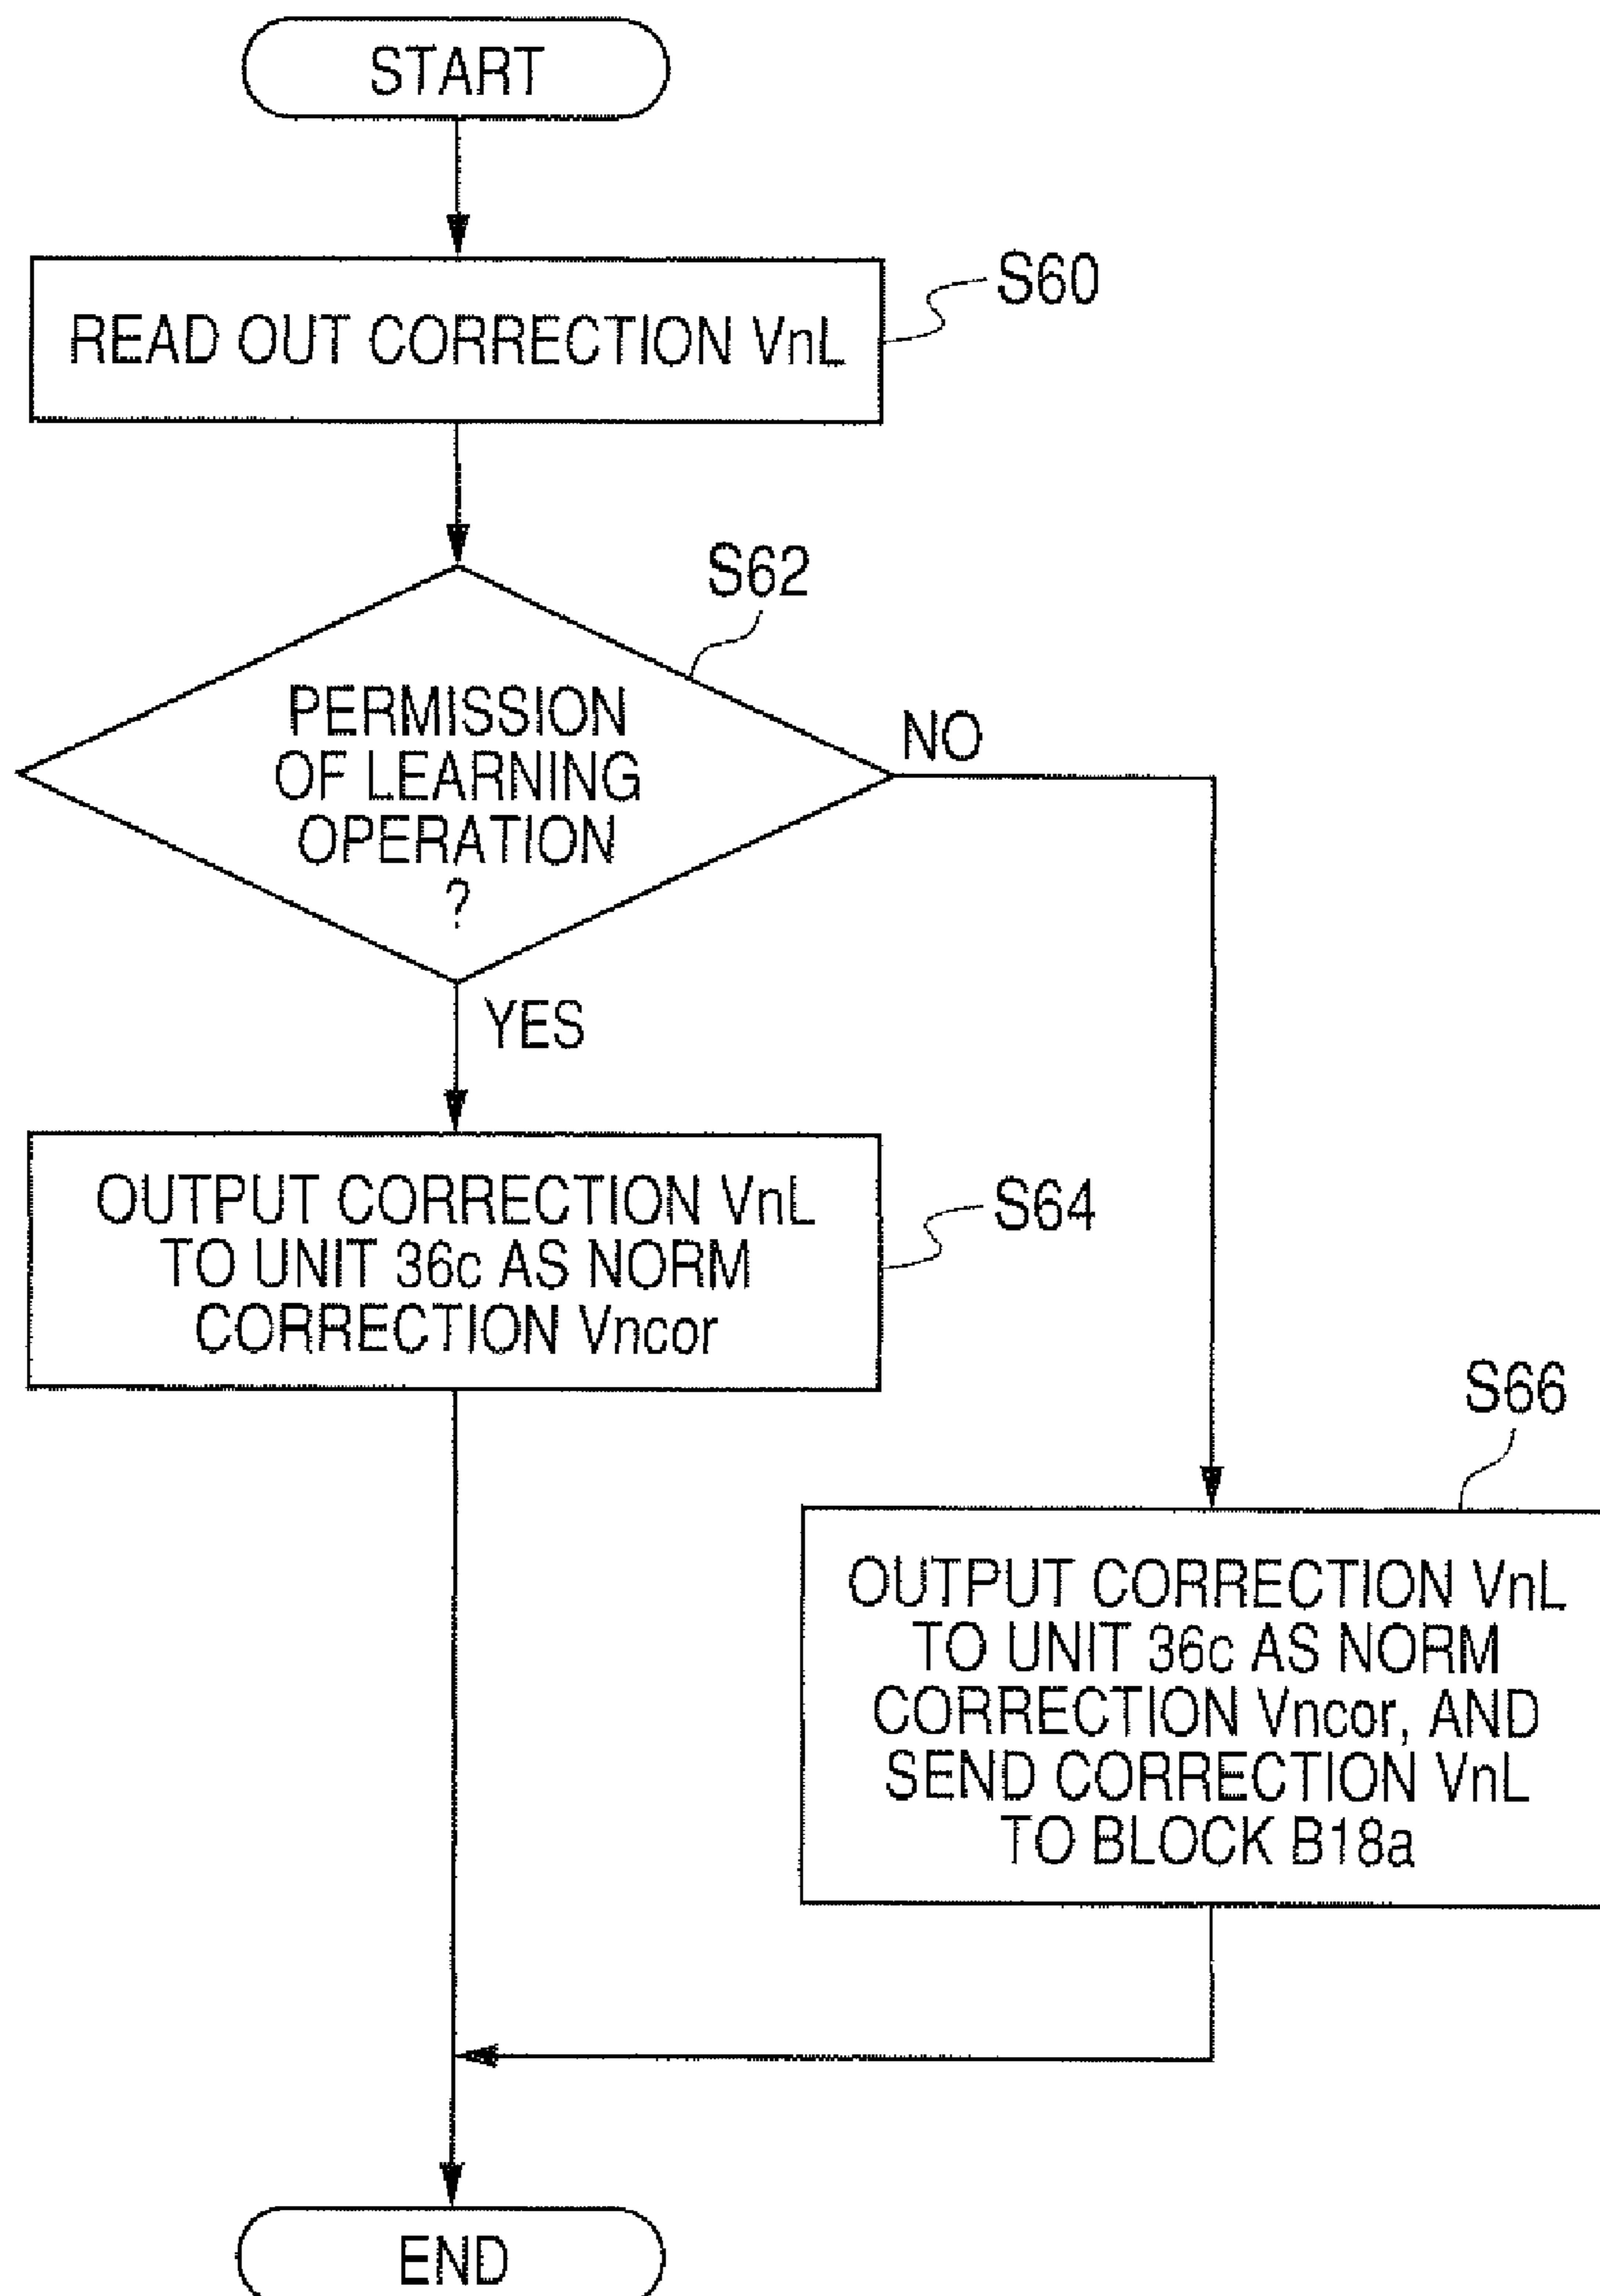 START
READ OUT CORRECTION VnL
S60
S62
PERMISSION
OF LEARNING
OPERATION
?
NO
YES
OUTPUT CORRECTION VnL
TO UNIT 36c AS NORM
CORRECTION Vncor
S64
S66
OUTPUT CORRECTION VnL
TO UNIT 36c AS NORM
CORRECTION Vncor, AND
SEND CORRECTION VnL
TO BLOCK B18a
END